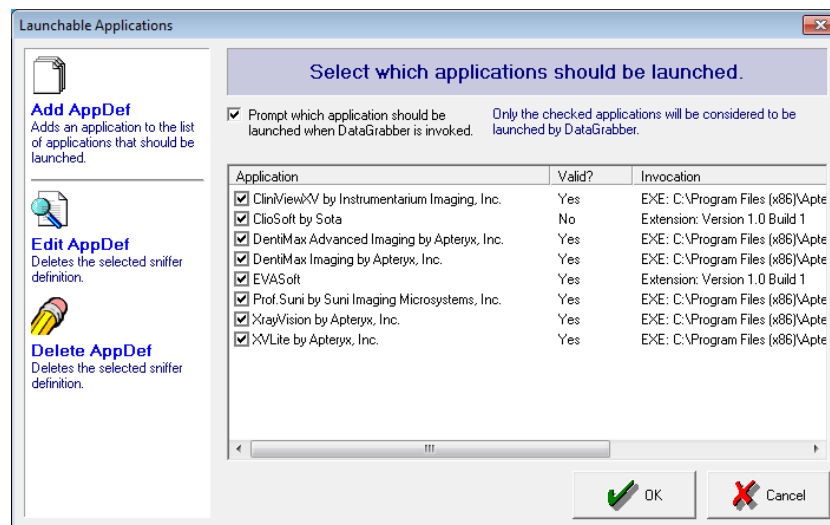 Launchable Applications
Select which applications should be launched.
Add AppDef
Adds an application to the list
of applications that should be
launched.
Edit AppDef
Deletes the selected sniffer
definition.
Delete AppDef
Deletes the selected sniffer
definition.
Prompt which application should be
launched when DataGrabber is invoked.
Only the checked applications will be considered to be
launched by DataGrabber.
Application Valid? Invocation
CliniViewXV by Instrumentarium Imaging, Inc. Yes EXE: C:\Program Files (x86)\Apte
ClioSoft by Sota No Extension: Version 1.0 Build 1
DentiMax Advanced Imaging by Apteryx, Inc. Yes EXE: C:\Program Files (x86)\Apte
DentiMax Imaging by Apteryx, Inc. Yes EXE: C:\Program Files (x86)\Apte
EVASoft Yes Extension: Version 1.0 Build 1
Prof.Suni by Suni Imaging Microsystems, Inc. Yes EXE: C:\Program Files (x86)\Apte
XrayVision by Apteryx, Inc. Yes EXE: C:\Program Files (x86)\Apte
XVLite by Apteryx, Inc. Yes EXE: C:\Program Files (x86)\Apte
OK Cancel